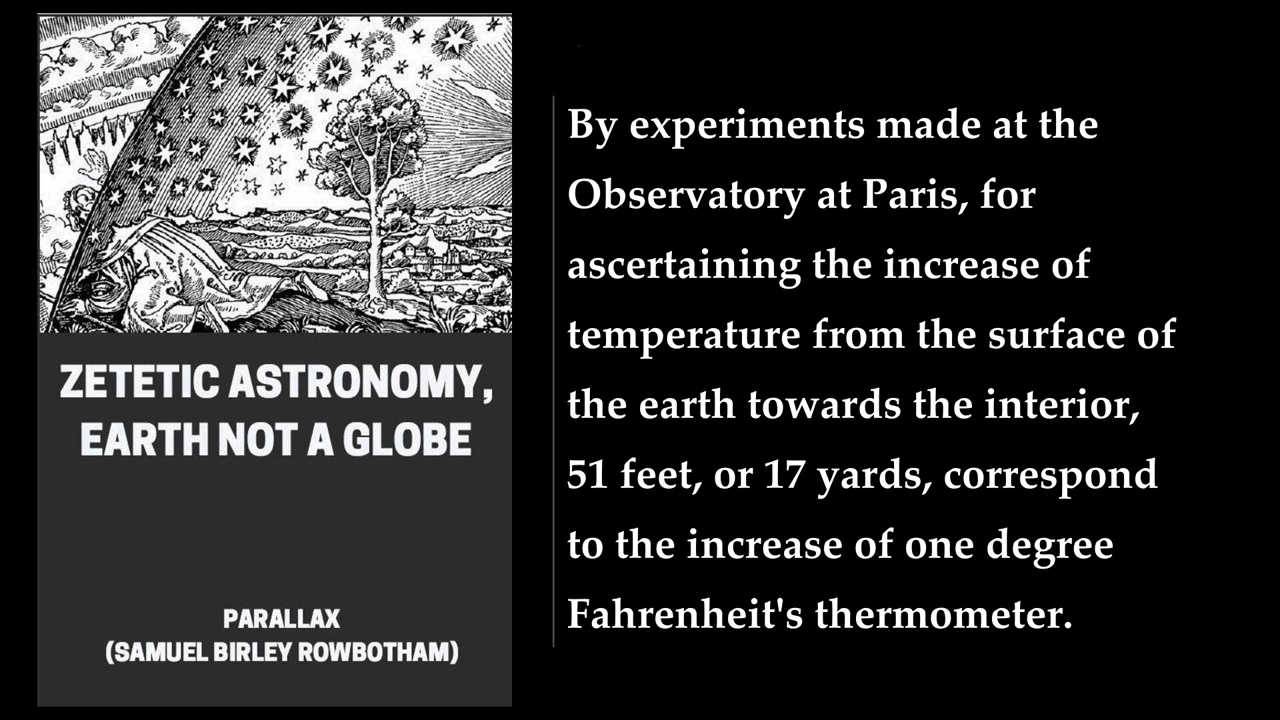 ZETETIC ASTRONOMY,
EARTH NOT A GLOBE
PARALLAX
(SAMUEL BIRLEY ROWBOTHAM)
By experiments made at the
Observatory at Paris, for
ascertaining the increase of
temperature from the surface of
the earth towards the interior,
51 feet, or 17 yards, correspond
to the increase of one degree
Fahrenheit's thermometer.